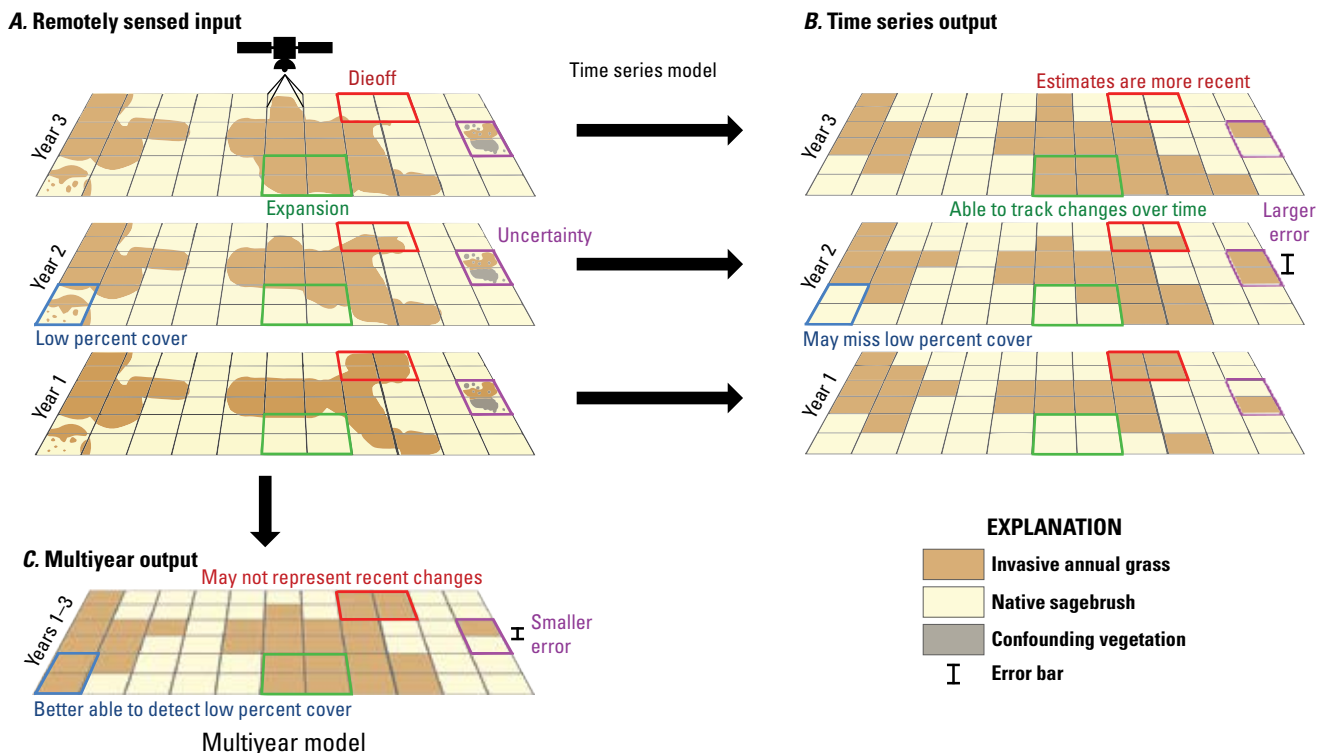 A. Remotely sensed input
B. Time series output
Dieoff
Time series model
Estimates are more recent
Year 3
Year 3
Expansion
Able to track changes over time
Uncertainty
Larger
error
Year 2
Year 2
Low percent cover
May miss low percent cover
Year 1
Year 1
C. Multiyear output
May not represent recent changes
Years 1–3
Smaller
error
Better able to detect low percent cover
Multiyear model
EXPLANATION
Invasive annual grass
Native sagebrush
Confounding vegetation
Error bar